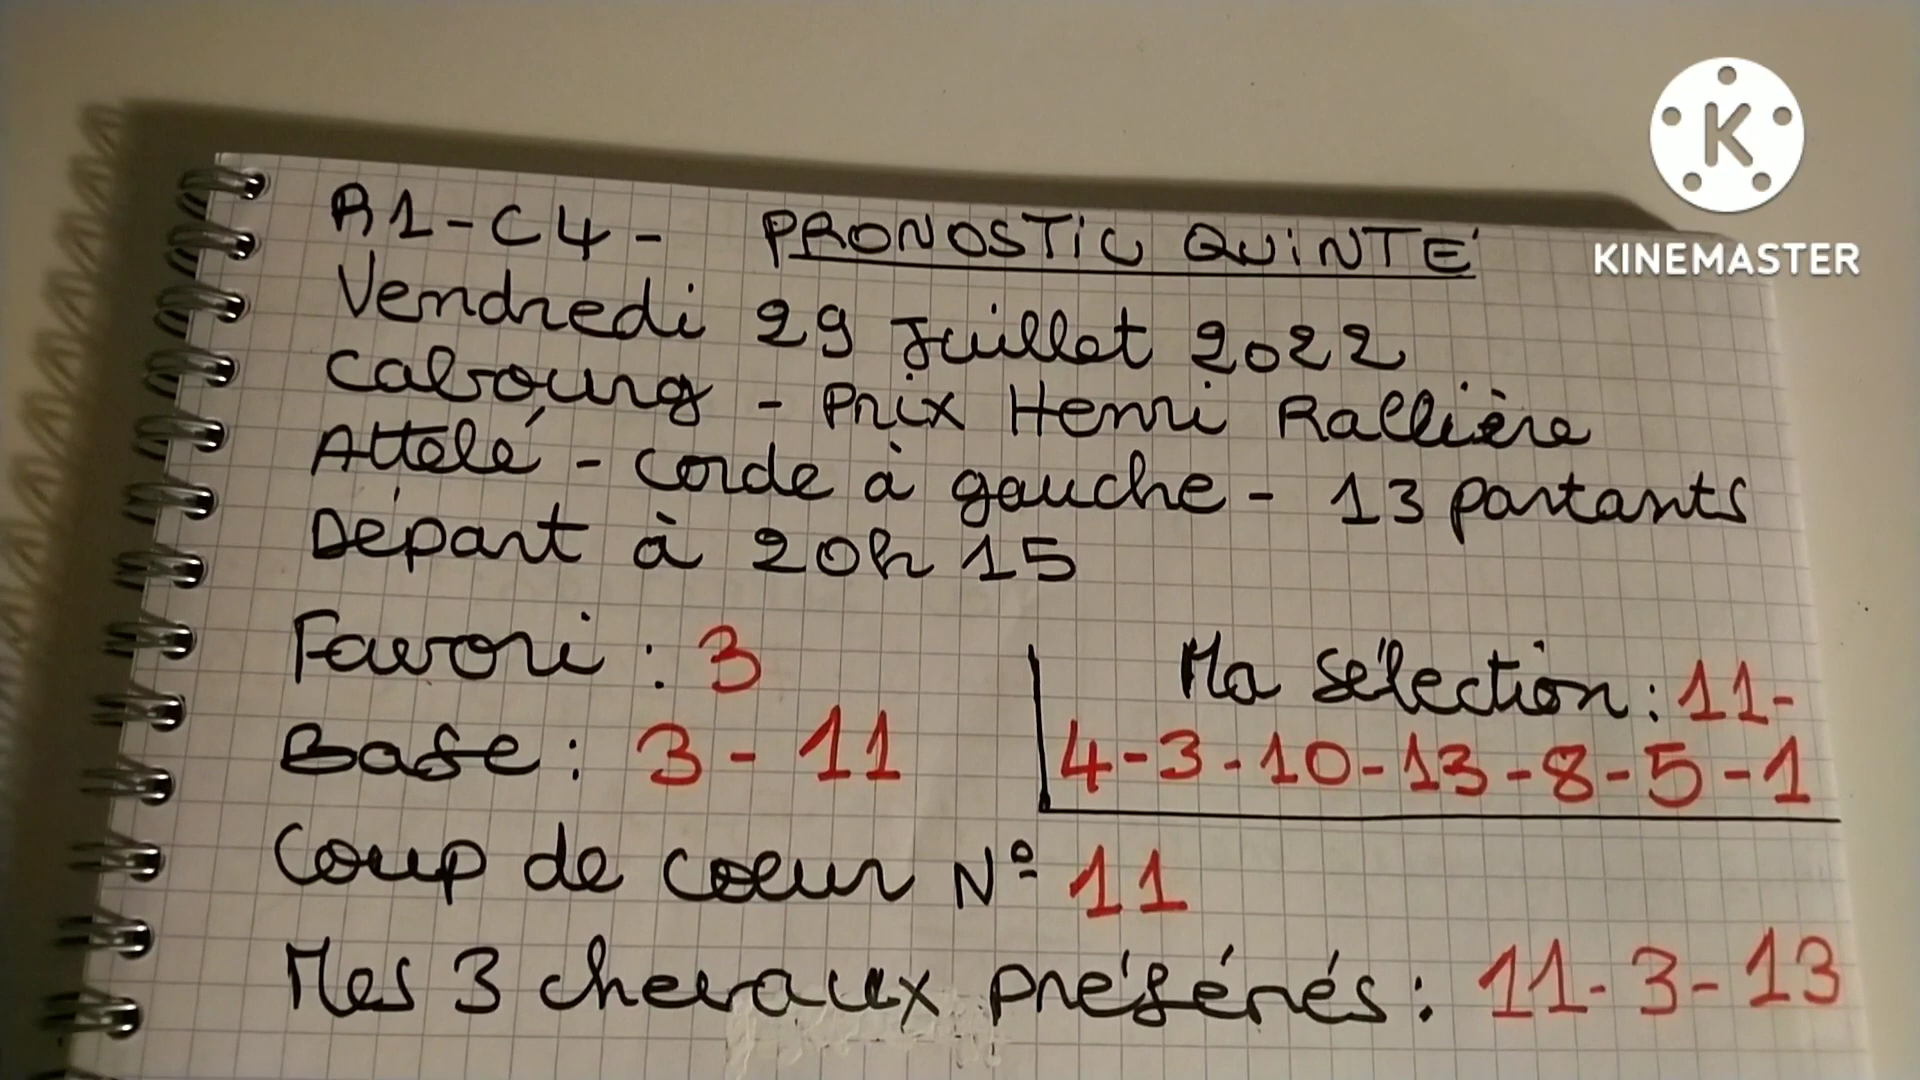 R1-C4- PRONOSTIC QUINTÉ
Vendredi 29 Juillet 2022
Cabourg - Prix Henri Rallière
Attelé - corde à gauche - 13 partants
Départ à 20h15
Favori : 3
Base : 3 - 11
Ma sélection : 11-
4-3-10-13-8-5-1
Coup de coeur N° 11
Mes 3 chevaux préférés : 11-3-13
K
KINEMASTER